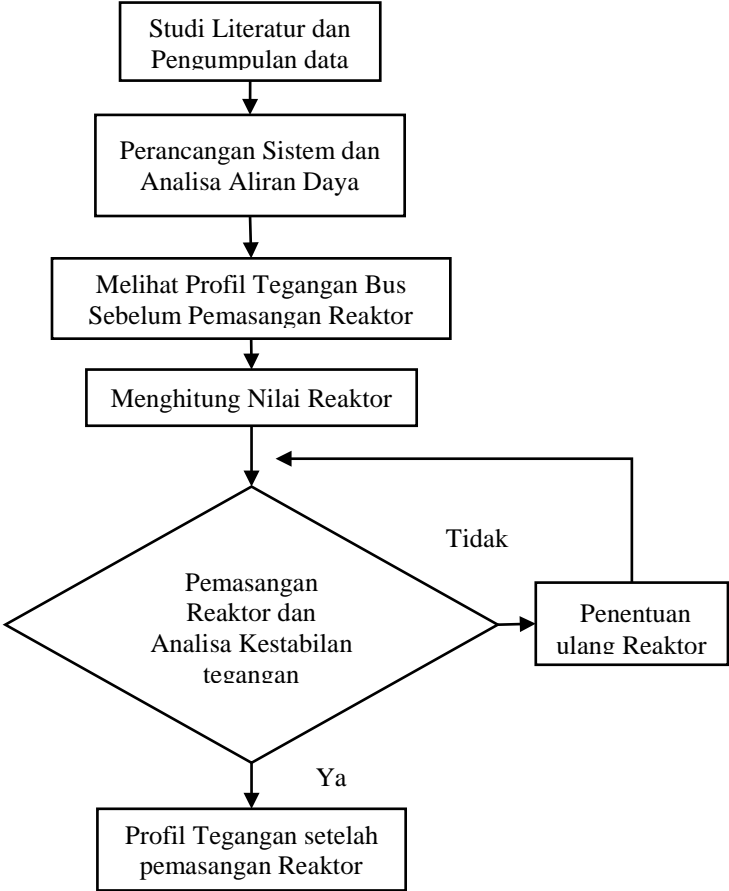 Studi Literatur dan
Pengumpulan data
Perancangan Sistem dan
Analisa Aliran Daya
Melihat Profil Tegangan Bus
Sebelum Pemasangan Reaktor
Menghitung Nilai Reaktor
Tidak
Pemasangan
Reaktor dan
Analisa Kestabilan
tegangan
Penentuan
ulang Reaktor
Ya
Profil Tegangan setelah
pemasangan Reaktor